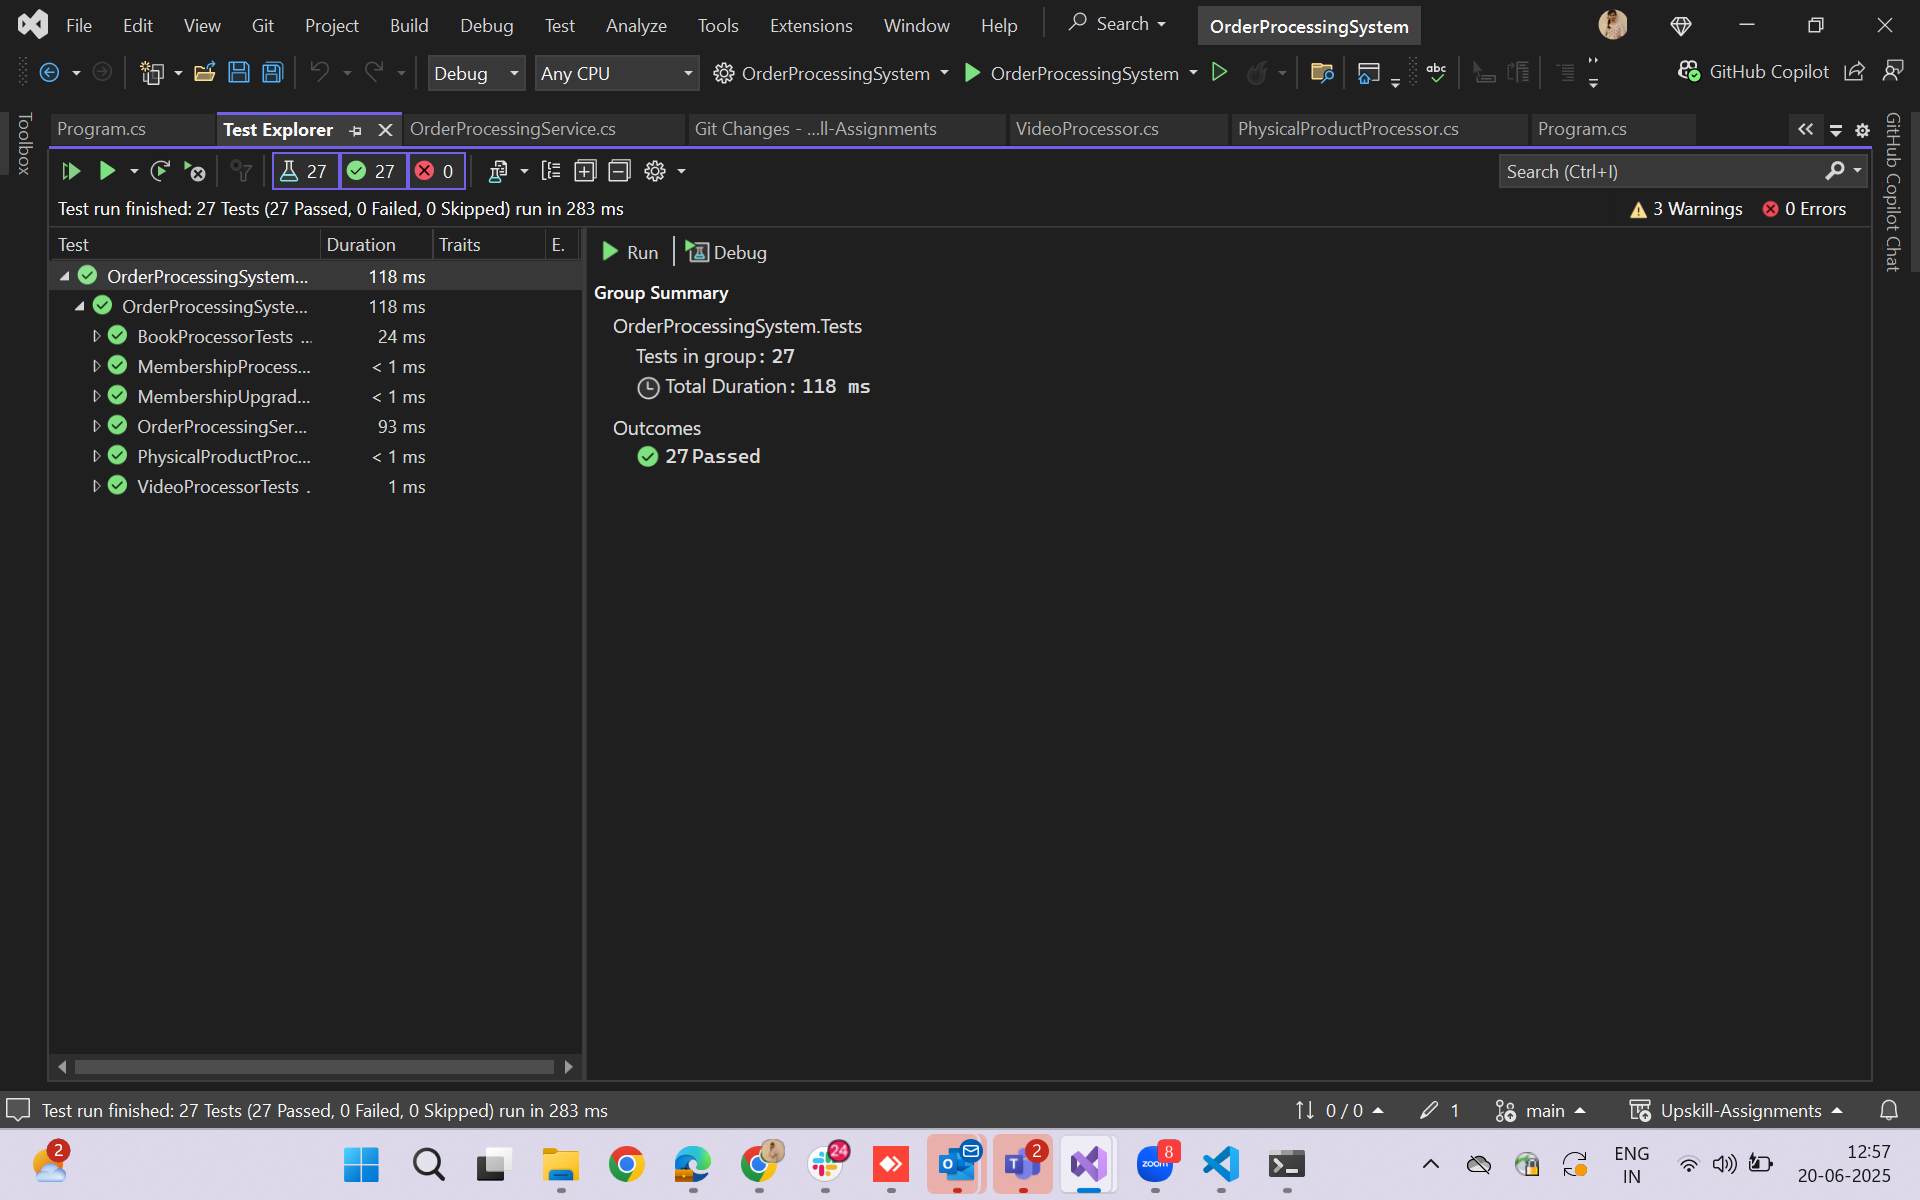 File Edit View Git Project Build Debug Test Analyze Tools Extensions Window Help Search OrderProcessingSystem
Debug Any CPU OrderProcessingSystem OrderProcessingSystem abc GitHub Copilot
Toolbox
Program.cs Test Explorer OrderProcessingService.cs Git Changes - ...ll-Assignments VideoProcessor.cs PhysicalProductProcessor.cs Program.cs
GitHub Copilot Chat
27 27 0 Search (Ctrl+I)
Test run finished: 27 Tests (27 Passed, 0 Failed, 0 Skipped) run in 283 ms 3 Warnings 0 Errors
Test Duration Traits E.
Run Debug
OrderProcessingSystem... 118 ms
OrderProcessingSyste... 118 ms
BookProcessorTests ... 24 ms
MembershipProcess... < 1 ms
MembershipUpgrad... < 1 ms
OrderProcessingSer... 93 ms
PhysicalProductProc... < 1 ms
VideoProcessorTests . 1 ms
Group Summary
OrderProcessingSystem.Tests
Tests in group: 27
Total Duration: 118 ms
Outcomes
27 Passed
Test run finished: 27 Tests (27 Passed, 0 Failed, 0 Skipped) run in 283 ms 0 / 0 1 main Upskill-Assignments
2 24 O T 2 zoom 8
ENG
IN
12:57
20-06-2025